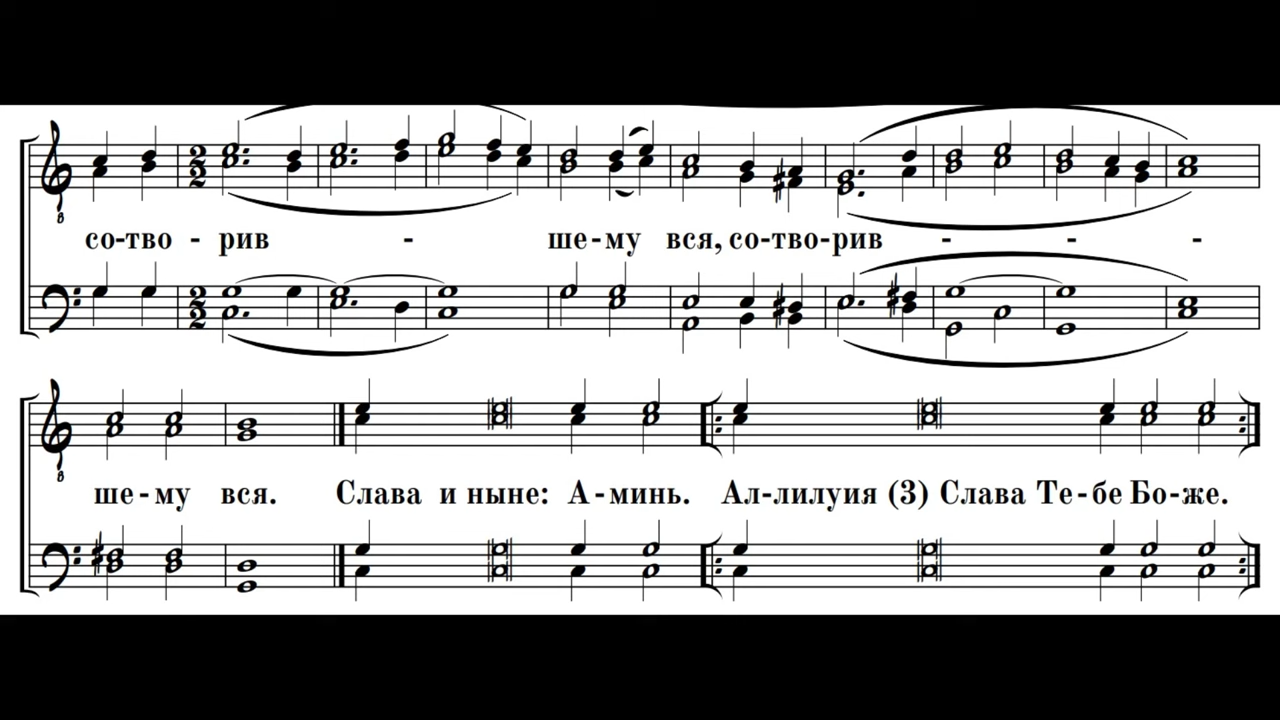 со-тво - рив - ше-му вся, со-тво-рив - - -
ше-му вся. Слава и ныне: А-минь. Ал-лилуия (3) Слава Те-бе Бо-же.